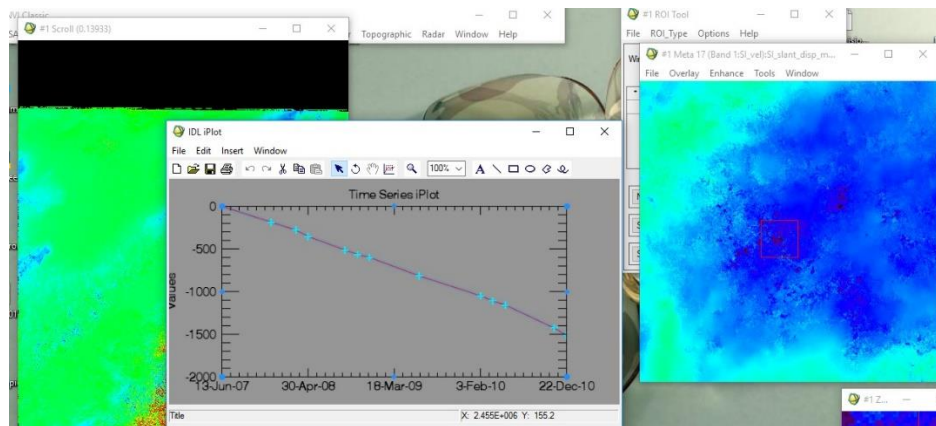 VI Classic
#1 Scroll (0.13933)
Topographic Radar Window Help
#1 ROI Tool
File ROI_Type Options Help
#1 Meta 17 (Band 1:SI_vel):SI_slant_disp_m...
File Overlay Enhance Tools Window
IDL iPlot
File Edit Insert Window
100%
Time Series iPlot
0
-500
-1000
-1500
-2000
Values
13-Jun-07 30-Apr-08 18-Mar-09 3-Feb-10 22-Dec-10
Title
X: 2.455E+006 Y: 155.2
#1 Z...